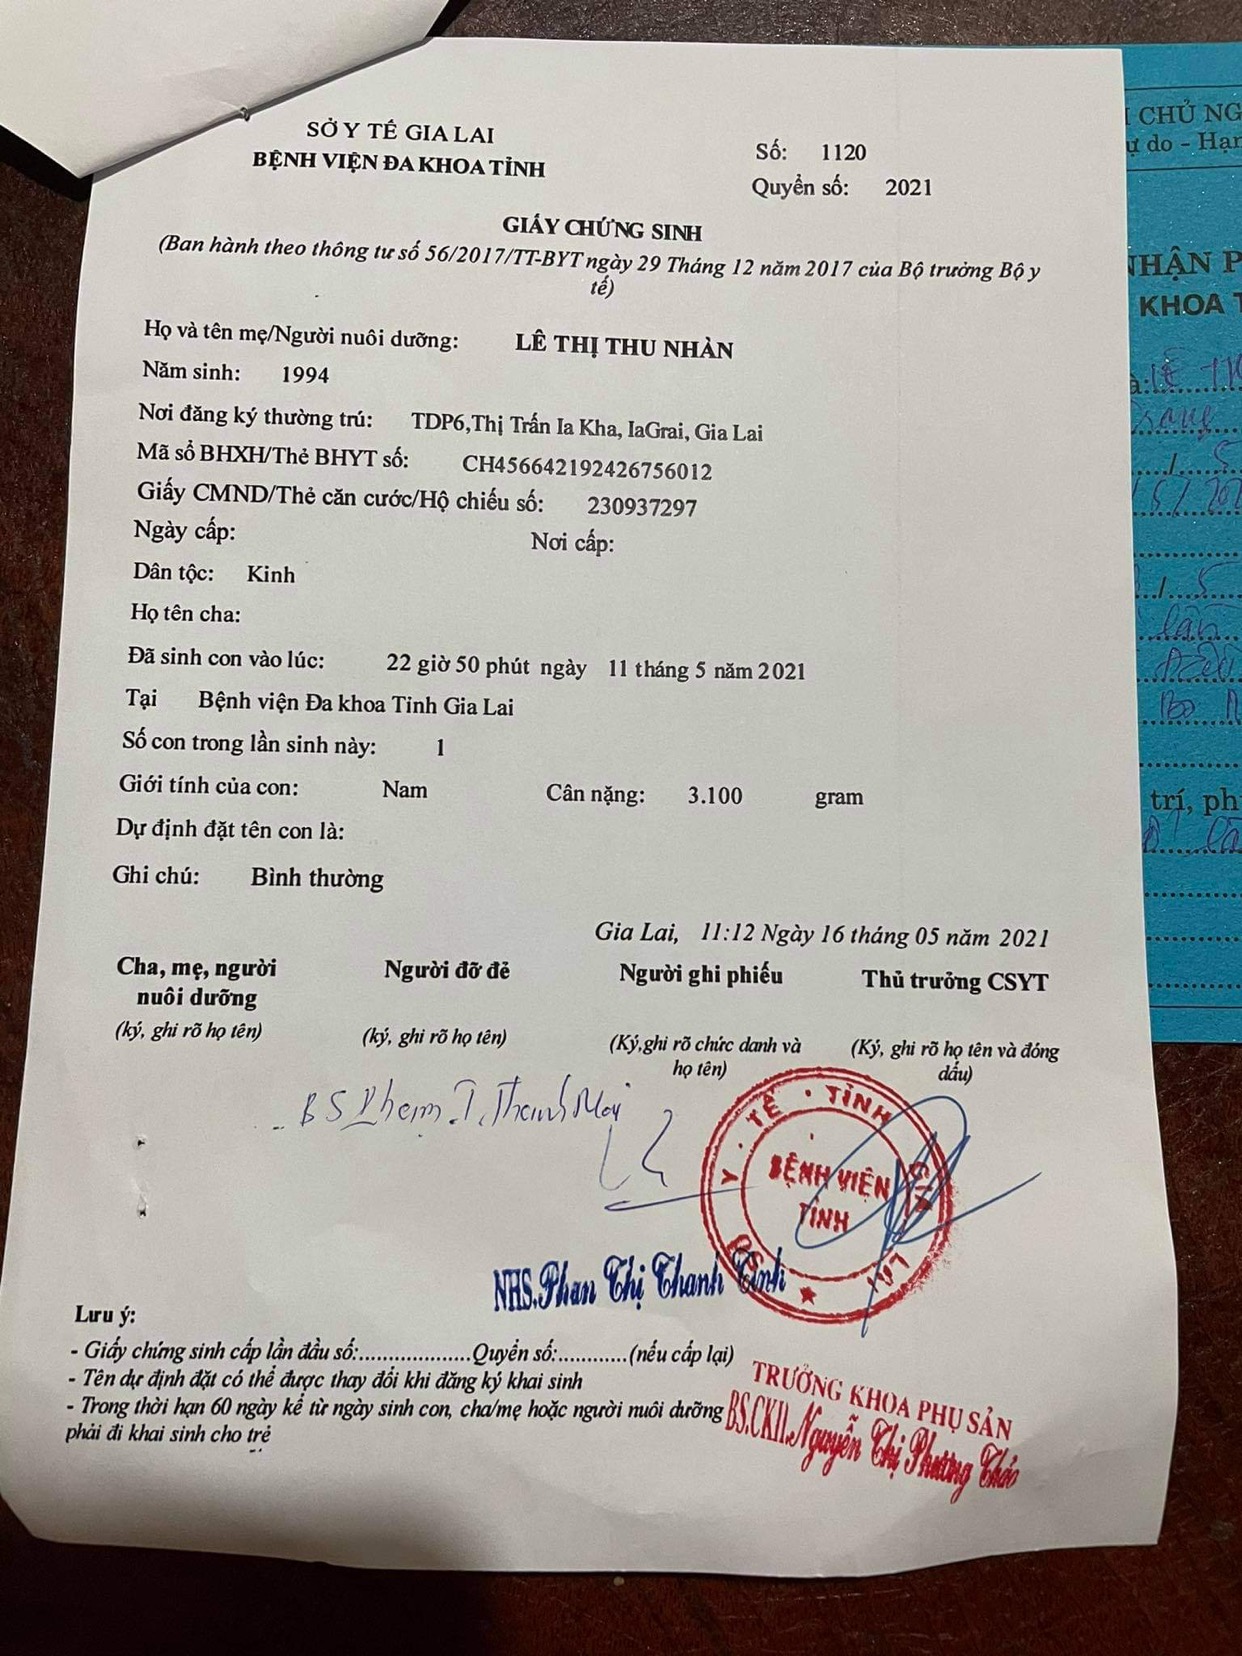 SỞ Y TẾ GIA LAI
BỆNH VIỆN ĐA KHOA TỈNH
Số: 1120
Quyển số: 2021
GIẤY CHỨNG SINH
(Ban hành theo thông tư số 56/2017/TT-BYT ngày 29 Tháng 12 năm 2017 của Bộ trưởng Bộ y
tế)
Họ và tên mẹ/Người nuôi dưỡng: LÊ THỊ THU NHÀN
Năm sinh: 1994
Nơi đăng ký thường trú: TDP6,Thị Trấn Ia Kha, IaGrai, Gia Lai
Mã số BHXH/Thẻ BHYT số: CH456642192426756012
Giấy CMND/Thẻ căn cước/Hộ chiếu số: 230937297
Ngày cấp: Nơi cấp:
Dân tộc: Kinh
Họ tên cha:
Đã sinh con vào lúc: 22 giờ 50 phút ngày 11 tháng 5 năm 2021
Tại Bệnh viện Đa khoa Tỉnh Gia Lai
Số con trong lần sinh này: 1
Giới tính của con: Nam Cân nặng: 3.100 gram
Dự định đặt tên con là:
Ghi chú: Bình thường
Gia Lai, 11:12 Ngày 16 tháng 05 năm 2021
Cha, mẹ, người
nuôi dưỡng
(ký, ghi rõ họ tên)
Người đỡ đẻ
(ký, ghi rõ họ tên)
Người ghi phiếu
(Ký,ghi rõ chức danh và
họ tên)
Thủ trưởng CSYT
(Ký, ghi rõ họ tên và đóng
dấu)
BS Phạm T. Thanh Mai
SỞ Y TẾ TỈNH GIA LAI
BỆNH VIỆN
TỈNH
NHS.Phan Thị Thanh Tính
Lưu ý:
- Giấy chứng sinh cấp lần đầu số:....................Quyển số:............(nếu cấp lại)
- Tên dự định đặt có thể được thay đổi khi đăng ký khai sinh
- Trong thời hạn 60 ngày kể từ ngày sinh con, cha/mẹ hoặc người nuôi dưỡng
phải đi khai sinh cho trẻ
TRƯỞNG KHOA PHỤ SẢN
BS.CKII.Nguyễn Thị Phương Thảo
CHỦ NG
do - Hạn
NHẬN P
KHOA T
trí, ph